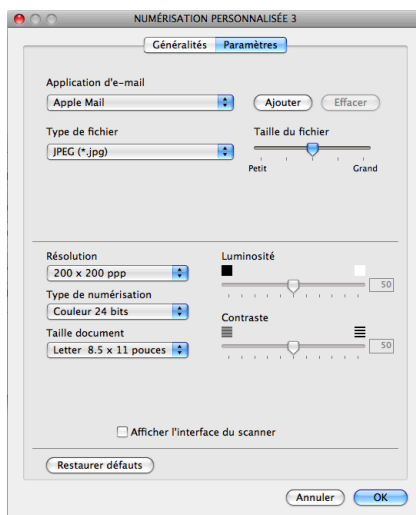 NUMÉRISATION PERSONNALISÉE 3
Généralités Paramètres
Application d'e-mail
Apple Mail Ajouter Effacer
Type de fichier Taille du fichier
JPEG (*.jpg)
Petit Grand
Résolution Luminosité
200 x 200 ppp
50
Type de numérisation
Couleur 24 bits
Contraste
Taille document
Letter 8.5 x 11 pouces 50
Afficher l'interface du scanner
Restaurer défauts
Annuler OK